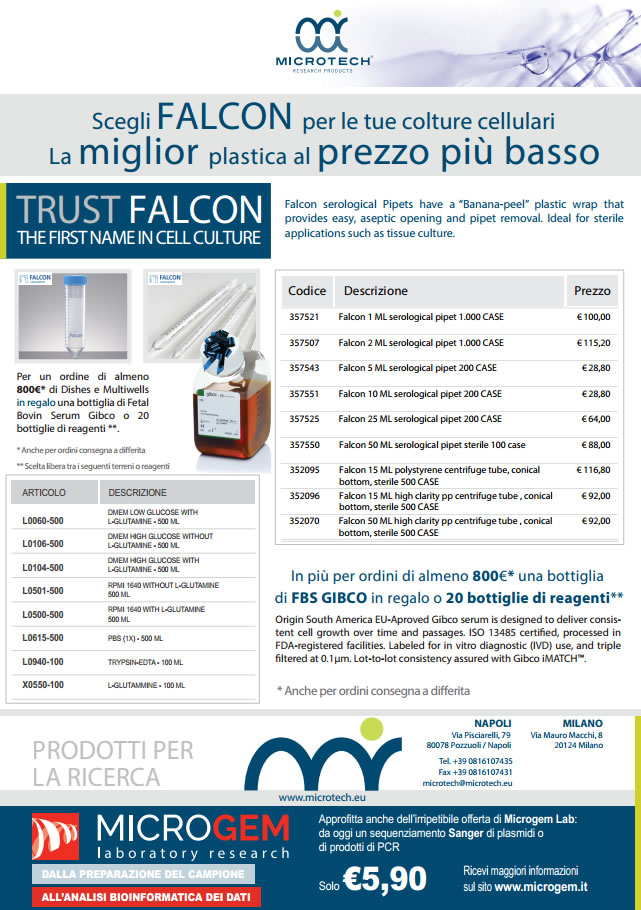 MICROTECH
RESEARCH PRODUCTS
Scegli FALCON per le tue colture cellulari
La miglior plastica al prezzo più basso
TRUST FALCON
THE FIRST NAME IN CELL CULTURE
Falcon serological Pipets have a “Banana-peel” plastic wrap that
provides easy, aseptic opening and pipet removal. Ideal for sterile
applications such as tissue culture.
FALCON
FALCON
Falcon
gibco
Per un ordine di almeno
800€* di Dishes e Multiwells
in regalo una bottiglia di Fetal
Bovin Serum Gibco o 20
bottiglie di reagenti **.
* Anche per ordini consegna a differita
** Scelta libera tra i seguenti terreni o reagenti
ARTICOLO DESCRIZIONE
L0060-500 DMEM LOW GLUCOSE WITH
L•GLUTAMINE • 500 ML
L0106-500 DMEM HIGH GLUCOSE WITHOUT
L•GLUTAMINE • 500 ML
L0104-500 DMEM HIGH GLUCOSE WITH
L•GLUTAMINE • 500 ML
L0501-500 RPMI 1640 WITHOUT L•GLUTAMINE
500 ML
L0500-500 RPMI 1640 WITH L•GLUTAMINE
500 ML
L0615-500 PBS (1X) • 500 ML
L0940-100 TRYPSIN•EDTA • 100 ML
X0550-100 L•GLUTAMMINE • 100 ML
Codice Descrizione Prezzo
357521 Falcon 1 ML serological pipet 1.000 CASE € 100,00
357507 Falcon 2 ML serological pipet 1.000 CASE € 115,20
357543 Falcon 5 ML serological pipet 200 CASE € 28,80
357551 Falcon 10 ML serological pipet 200 CASE € 28,80
357525 Falcon 25 ML serological pipet 200 CASE € 64,00
357550 Falcon 50 ML serological pipet sterile 100 case € 88,00
352095 Falcon 15 ML polystyrene centrifuge tube, conical € 116,80
bottom, sterile 500 CASE
352096 Falcon 15 ML high clarity pp centrifuge tube , conical € 92,00
bottom, sterile 500 CASE
352070 Falcon 50 ML high clarity pp centrifuge tube , conical € 92,00
bottom, sterile 500 CASE
In più per ordini di almeno 800€* una bottiglia
di FBS GIBCO in regalo o 20 bottiglie di reagenti**
Origin South America EU-Aproved Gibco serum is designed to deliver consis-
tent cell growth over time and passages. ISO 13485 certified, processed in
FDA-registered facilities. Labeled for in vitro diagnostic (IVD) use, and triple
filtered at 0.1µm. Lot-to-lot consistency assured with Gibco iMATCH™.
* Anche per ordini consegna a differita
PRODOTTI PER
LA RICERCA
www.microtech.eu
NAPOLI
Via Pisciarelli, 79
80078 Pozzuoli / Napoli
Tel. +39 0816107435
Fax +39 0816107431
microtech@microtech.eu
MILANO
Via Mauro Macchi, 8
20124 Milano
MICROGEM
laboratory research
DALLA PREPARAZIONE DEL CAMPIONE
ALL'ANALISI BIOINFORMATICA DEI DATI
Approfitta anche dell'irripetibile offerta di Microgem Lab:
da oggi un sequenziamento Sanger di plasmidi o
di prodotti di PCR
Solo €5,90
Ricevi maggiori informazioni
sul sito www.microgem.it